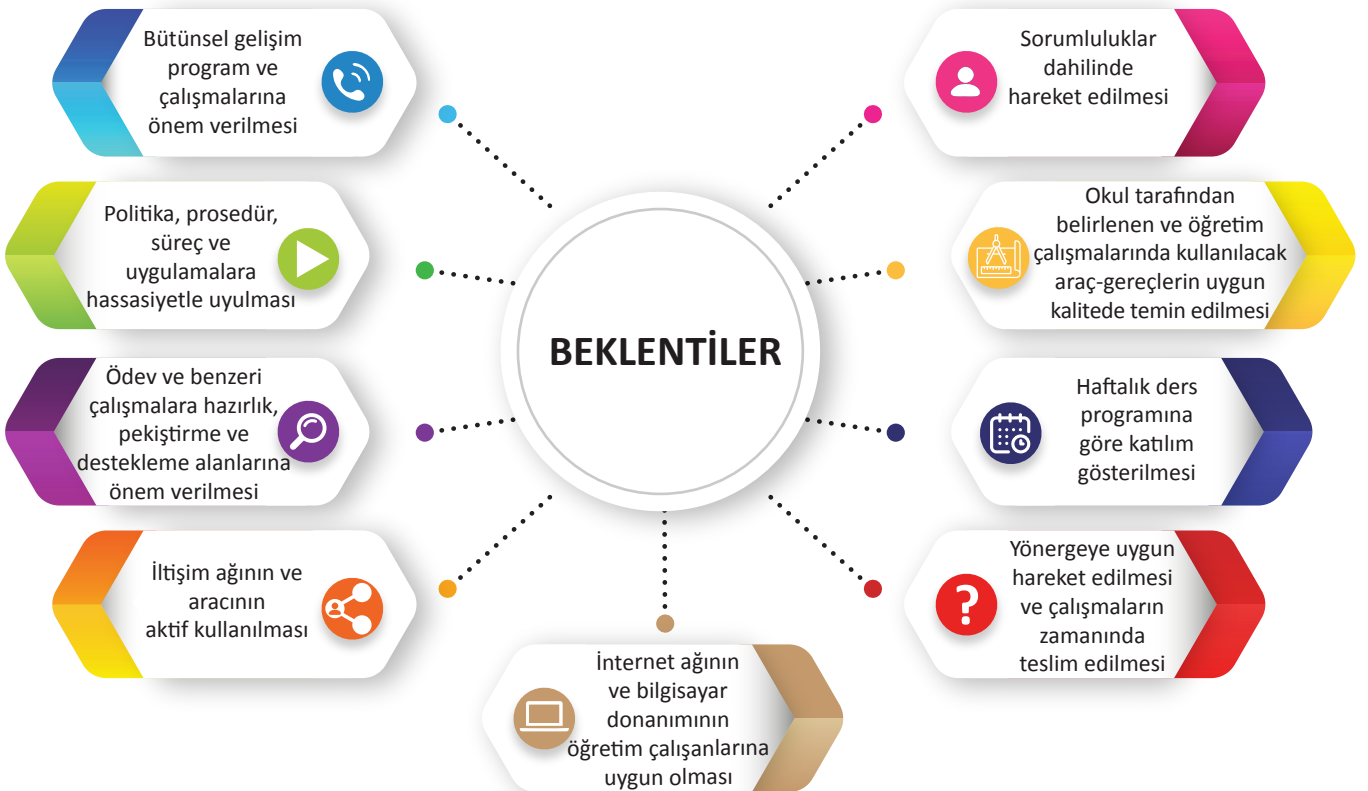 Bütünsel gelişim
program ve
çalışmalarına
önem verilmesi
Politika, prosedür,
süreç ve
uygulamalara
hassasiyetle uyulması
Ödev ve benzeri
çalışmalara hazırlık,
pekiştirme ve
destekleme alanlarına
önem verilmesi
İltişim ağının ve
aracının
aktif kullanılması
BEKLENTİLER
İnternet ağının
ve bilgisayar
donanımının
öğretim çalışanlarına
uygun olması
Sorumluluklar
dahilinde
hareket edilmesi
Okul tarafından
belirlenen ve öğretim
çalışmalarında kullanılacak
araç-gereçlerin uygun
kalitede temin edilmesi
Haftalık ders
programına
göre katılım
gösterilmesi
Yönergeye uygun
hareket edilmesi
ve çalışmaların
zamanında
teslim edilmesi